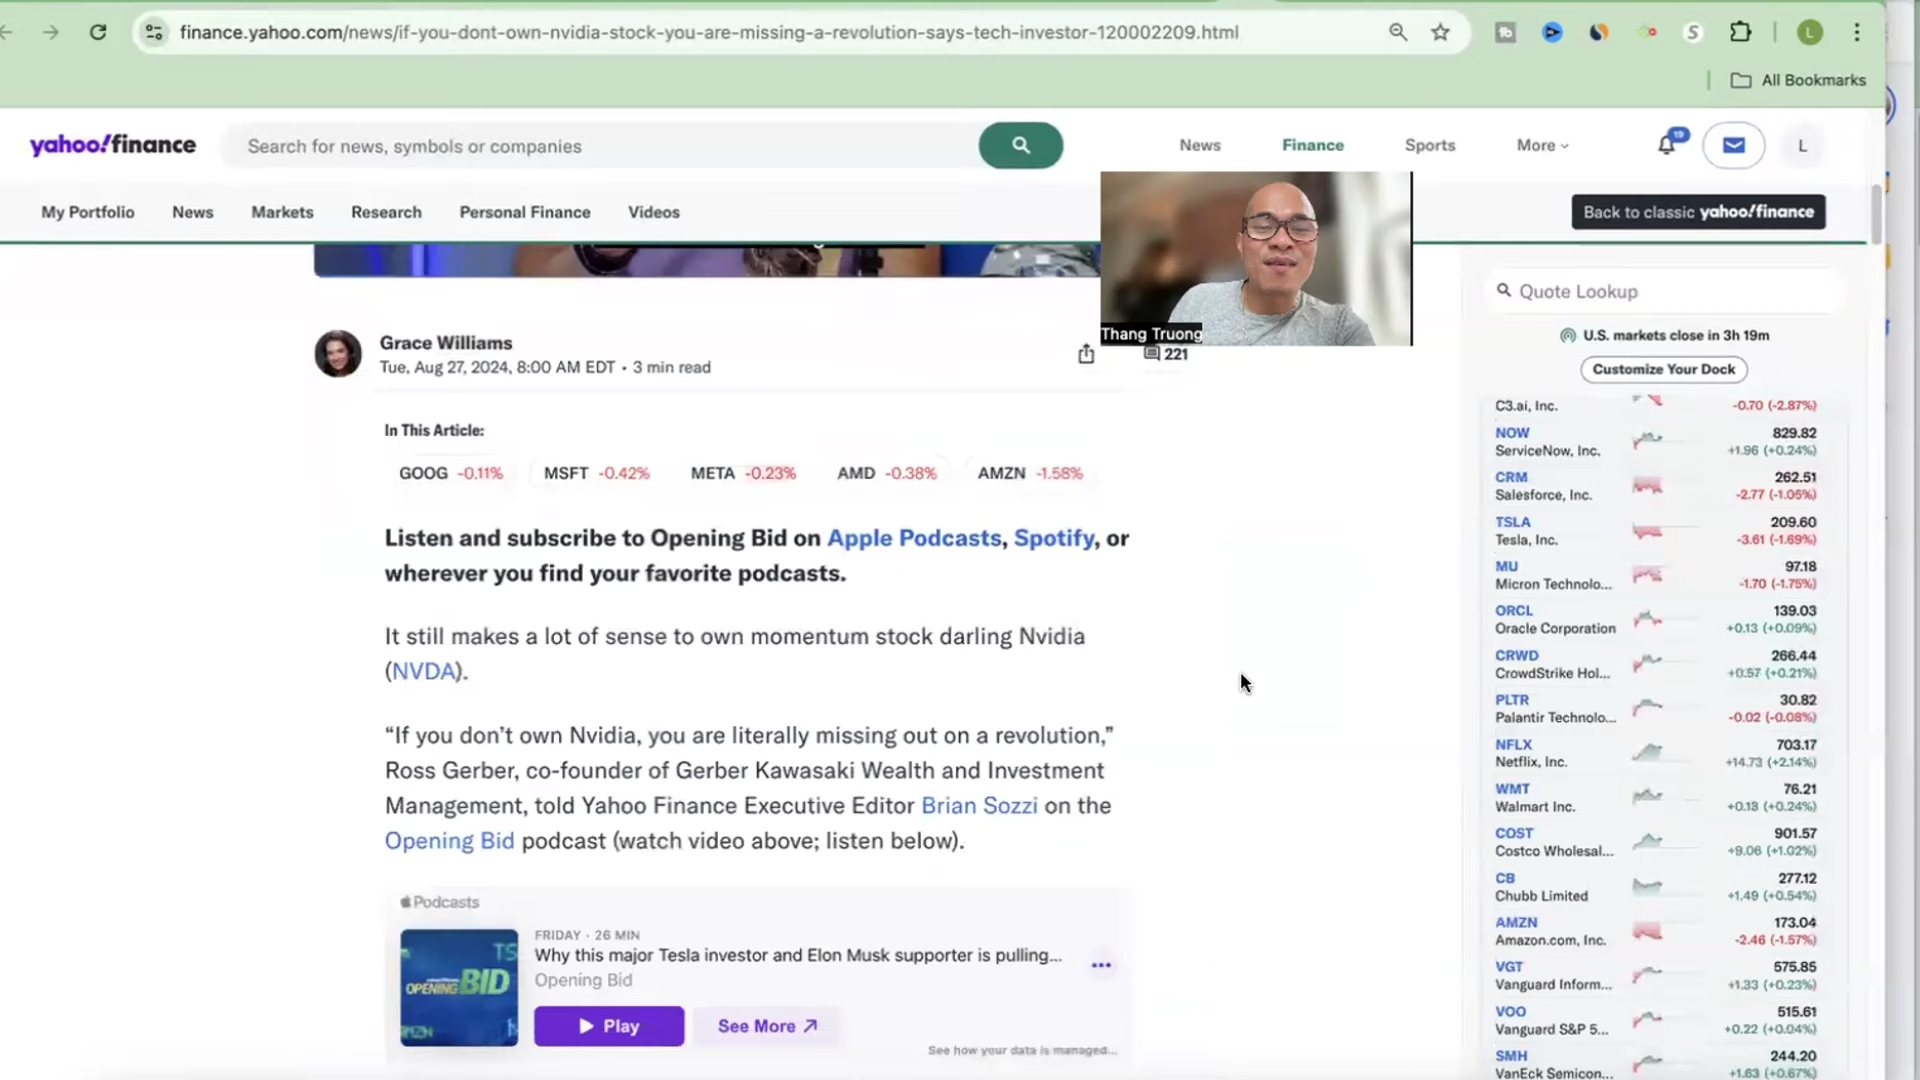 finance.yahoo.com/news/if-you-dont-own-nvidia-stock-you-are-missing-a-revolution-says-tech-investor-120002209.html
L
All Bookmarks
yahoo!finance
Search for news, symbols or companies
News
Finance
Sports
More
19
L
My Portfolio
News
Markets
Research
Personal Finance
Videos
Back to classic yahoo!finance
Thang Truong
Grace Williams
Tue, Aug 27, 2024, 8:00 AM EDT • 3 min read
221
In This Article:
GOOG -0.11%
MSFT -0.42%
META -0.23%
AMD -0.38%
AMZN -1.58%
Listen and subscribe to Opening Bid on Apple Podcasts, Spotify, or
wherever you find your favorite podcasts.
It still makes a lot of sense to own momentum stock darling Nvidia
(NVDA).
“If you don’t own Nvidia, you are literally missing out on a revolution,”
Ross Gerber, co-founder of Gerber Kawasaki Wealth and Investment
Management, told Yahoo Finance Executive Editor Brian Sozzi on the
Opening Bid podcast (watch video above; listen below).
Podcasts
OPENING BID
FRIDAY · 26 MIN
Why this major Tesla investor and Elon Musk supporter is pulling...
Opening Bid
Play
See More
See how your data is managed...
Quote Lookup
U.S. markets close in 3h 19m
Customize Your Dock
C3.ai, Inc. -0.70 (-2.87%)
NOW 829.82
ServiceNow, Inc. +1.96 (+0.24%)
CRM 262.51
Salesforce, Inc. -2.77 (-1.05%)
TSLA 209.60
Tesla, Inc. -3.61 (-1.69%)
MU 97.18
Micron Technolo... -1.70 (-1.75%)
ORCL 139.03
Oracle Corporation +0.13 (+0.09%)
CRWD 266.44
CrowdStrike Hol... +0.57 (+0.21%)
PLTR 30.82
Palantir Technolo... -0.02 (-0.08%)
NFLX 703.17
Netflix, Inc. +14.73 (+2.14%)
WMT 76.21
Walmart Inc. +0.18 (+0.24%)
COST 901.57
Costco Wholesal... +9.06 (+1.02%)
CB 277.12
Chubb Limited +1.49 (+0.54%)
AMZN 173.04
Amazon.com, Inc. -2.46 (-1.57%)
VGT 575.85
Vanguard Inform... +1.33 (+0.23%)
VOO 515.61
Vanguard S&P 5... +0.22 (+0.04%)
SMH 244.20
VanEck Semicon... +1.63 (+0.67%)